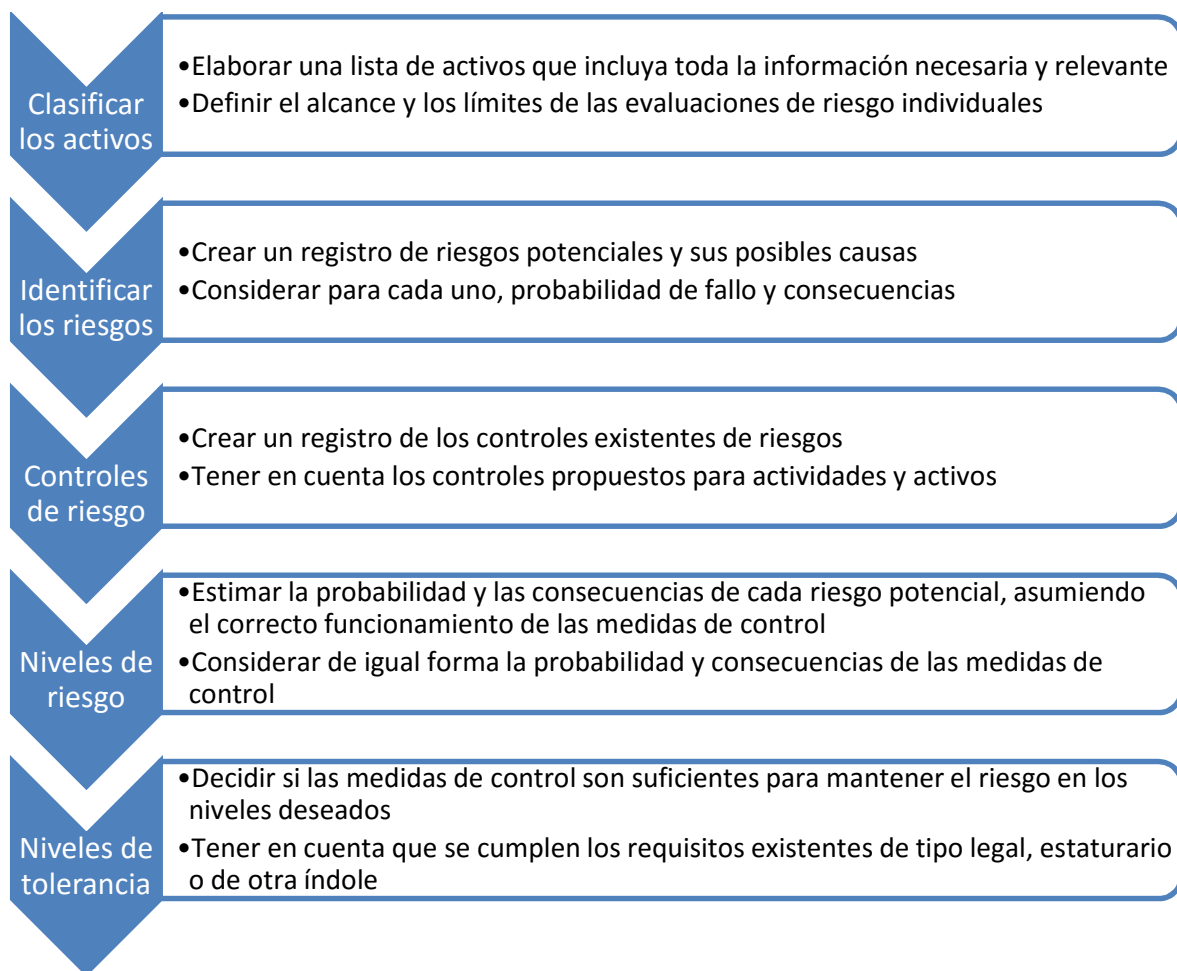 Clasificar
los activos
•Elaborar una lista de activos que incluya toda la información necesaria y relevante
•Definir el alcance y los límites de las evaluaciones de riesgo individuales
Identificar
los riesgos
•Crear un registro de riesgos potenciales y sus posibles causas
•Considerar para cada uno, probabilidad de fallo y consecuencias
Controles
de riesgo
•Crear un registro de los controles existentes de riesgos
•Tener en cuenta los controles propuestos para actividades y activos
Niveles de
riesgo
•Estimar la probabilidad y las consecuencias de cada riesgo potencial, asumiendo
el correcto funcionamiento de las medidas de control
•Considerar de igual forma la probabilidad y consecuencias de las medidas de
control
Niveles de
tolerancia
•Decidir si las medidas de control son suficientes para mantener el riesgo en los
niveles deseados
•Tener en cuenta que se cumplen los requisitos existentes de tipo legal, estaturario
o de otra índole